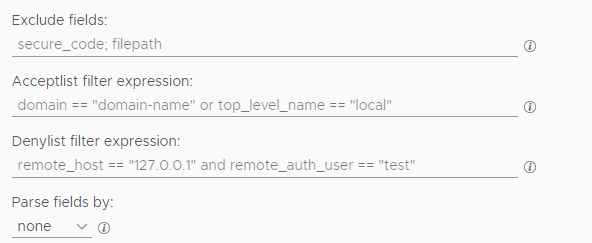 Exclude fields:
secure_code; filepath
Acceptlist filter expression:
domain == "domain-name" or top_level_name == "local"
Denylist filter expression:
remote_host == "127.0.0.1" and remote_auth_user == "test"
Parse fields by:
none